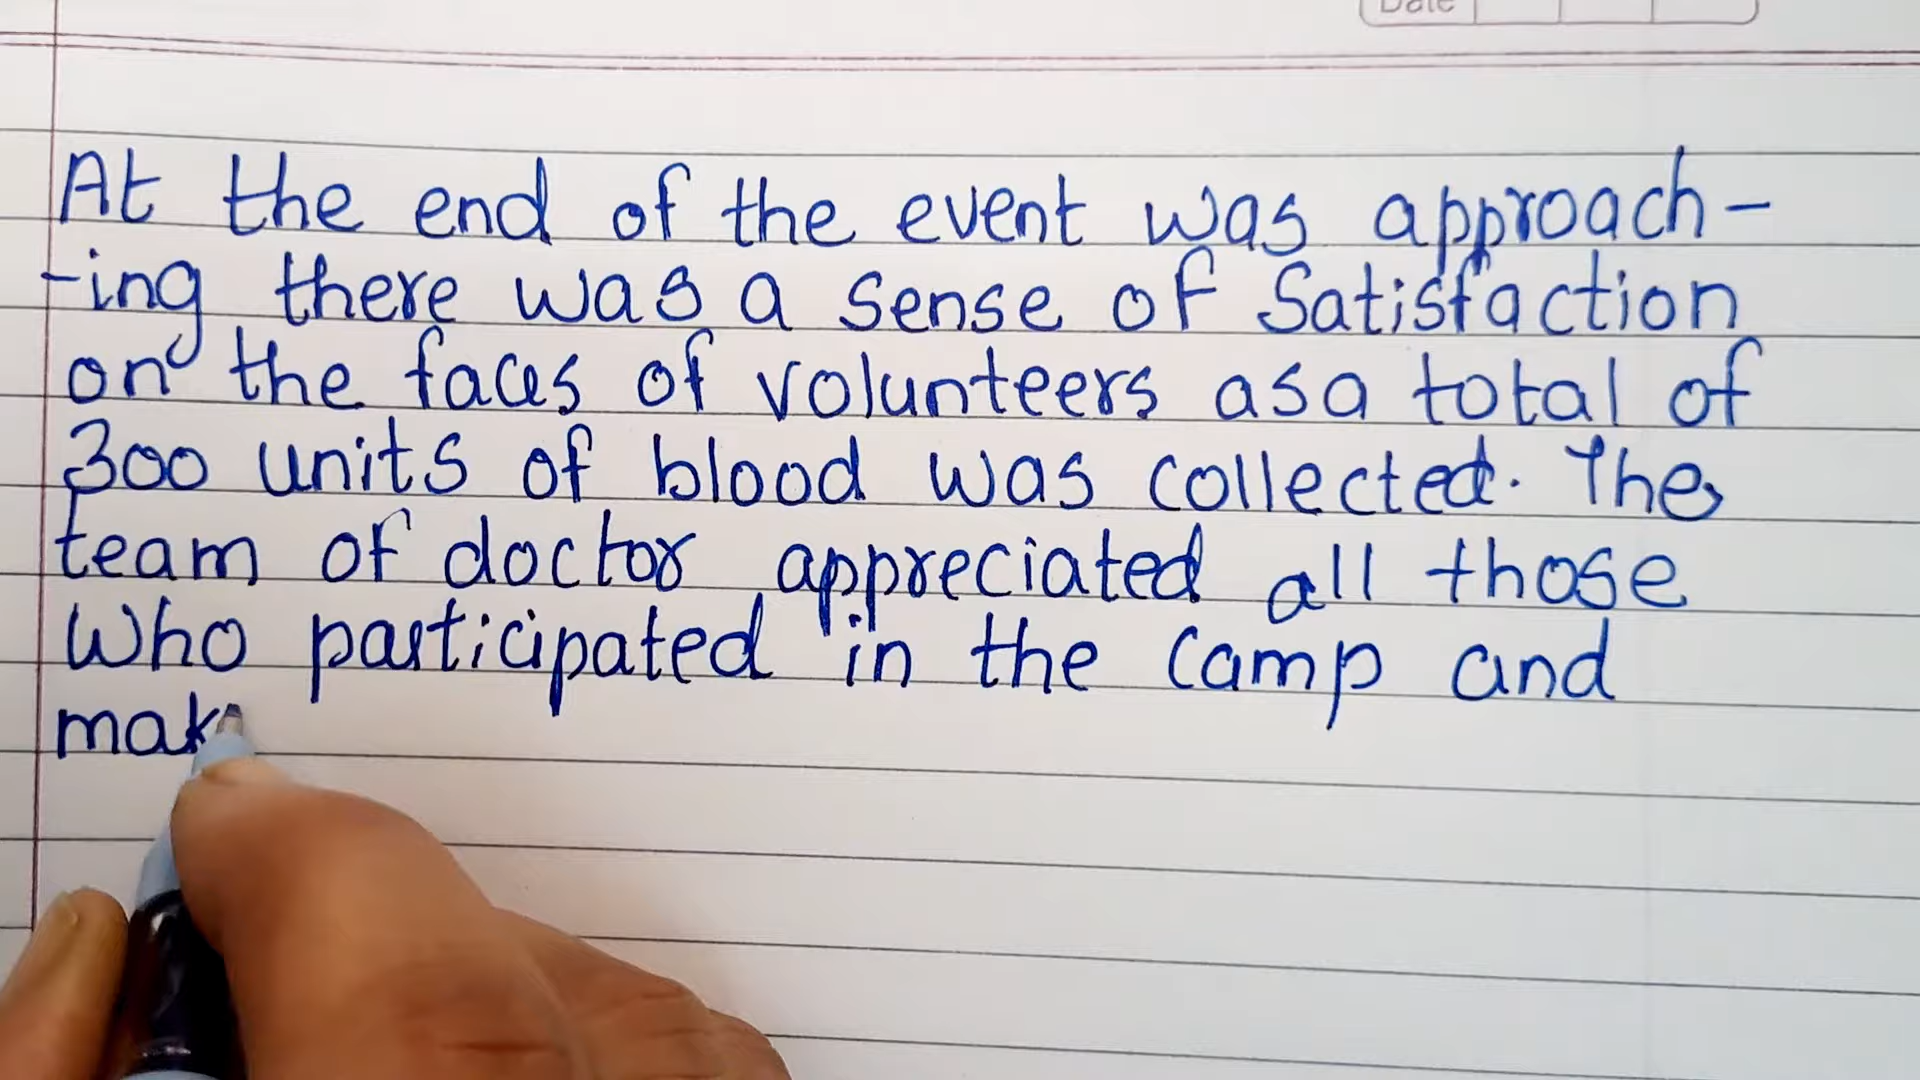 Date
At the end of the event was approach-
-ing there was a sense of Satisfaction
on the faces of volunteers as a total of
300 units of blood was collected. The
team of doctor appreciated all those
Who participated in the Camp and
mak